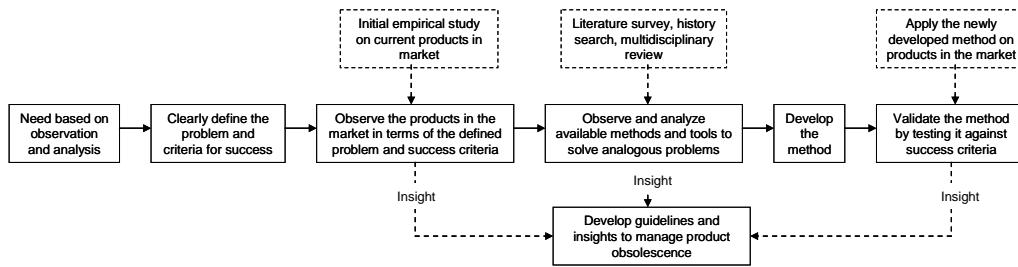 Initial empirical study
on current products in
market
Literature survey, history
search, multidisciplinary
review
Apply the newly
developed method on
products in the market
Need based on
observation
and analysis
Clearly define the
problem and
criteria for success
Observe the products in the
market in terms of the defined
problem and success criteria
Observe and analyze
available methods and tools to
solve analogous problems
Develop
the
method
Validate the method
by testing it against
success criteria
Insight
Insight
Insight
Develop guidelines and
insights to manage product
obsolescence